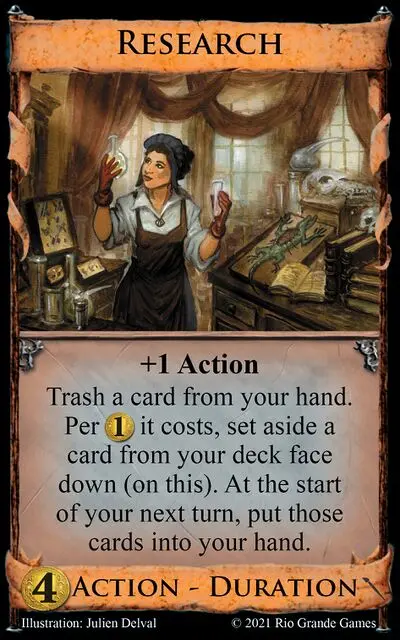 RESEARCH
+1 Action
Trash a card from your hand.
Per 1 it costs, set aside a
card from your deck face
down (on this). At the start
of your next turn, put those
cards into your hand.
4 ACTION - DURATION
Illustration: Julien Delval © 2021 Rio Grande Games